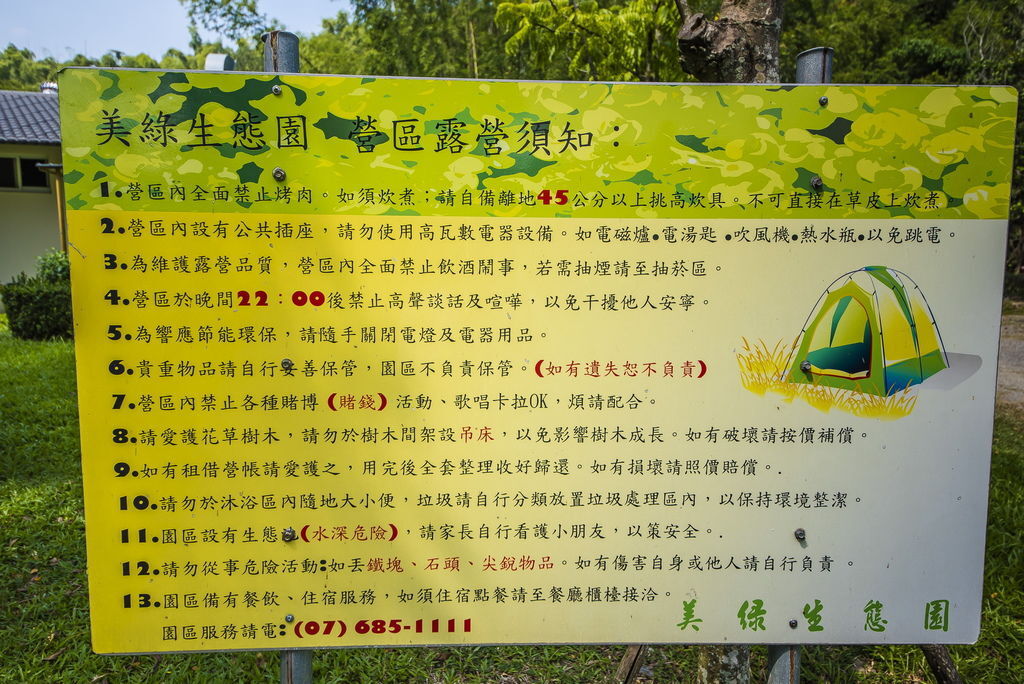 美綠生態園 營區露營須知：
1.營區內全面禁止烤肉。如須炊煮；請自備離地45公分以上挑高炊具。不可直接在草皮上炊煮。
2.營區內設有公共插座，請勿使用高瓦數電器設備。如電磁爐●電湯匙●吹風機●熱水瓶●以免跳電。
3.為維護露營品質，營區內全面禁止飲酒鬧事，若需抽煙請至抽菸區。
4.營區於晚間22：00後禁止高聲談話及喧嘩，以免干擾他人安寧。
5.為響應節能環保，請隨手關閉電燈及電器用品。
6.貴重物品請自行妥善保管，園區不負責保管。(如有遺失恕不負責)
7.營區內禁止各種賭博(賭錢)活動、歌唱卡拉OK，煩請配合。
8.請愛護花草樹木，請勿於樹木間架設吊床，以免影響樹木成長。如有破壞請按價補償。
9.如有租借營帳請愛護之，用完後全套整理收好歸還。如有損壞請照價賠償。.
10.請勿於沐浴區內隨地大小便，垃圾請自行分類放置垃圾處理區內，以保持環境整潔。
11.園區設有生態池(水深危險)，請家長自行看護小朋友，以策安全。.
12.請勿從事危險活動:如丟鐵塊、石頭、尖銳物品。如有傷害自身或他人請自行負責。
13.園區備有餐飲、住宿服務，如須住宿點餐請至餐廳櫃檯接洽。
園區服務請電:(07) 685-1111
美綠生態園